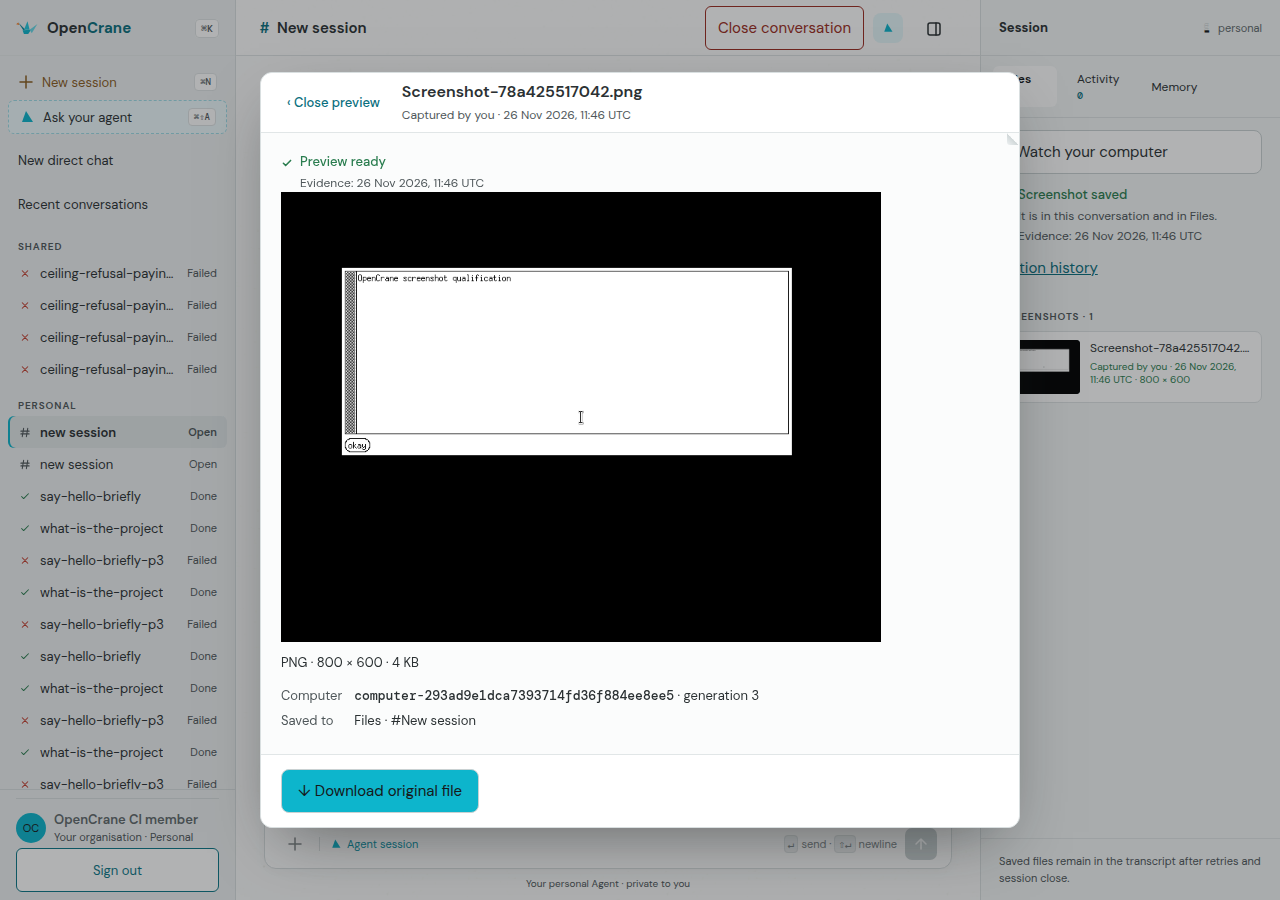 OpenCrane
⌘K
New session
⌘N
Ask your agent
⌘⇧A
New direct chat
Recent conversations
SHARED
ceiling-refusal-payin… Failed
ceiling-refusal-payin… Failed
ceiling-refusal-payin… Failed
ceiling-refusal-payin… Failed
PERSONAL
# new session Open
# new session Open
say-hello-briefly Done
what-is-the-project Done
say-hello-briefly-p3 Failed
what-is-the-project Done
say-hello-briefly-p3 Failed
say-hello-briefly Done
what-is-the-project Done
say-hello-briefly-p3 Failed
what-is-the-project Done
say-hello-briefly-p3 Failed
OC
OpenCrane CI member
Your organisation · Personal
Sign out
# New session
Close conversation
‹ Close preview
Screenshot-78a425517042.png
Captured by you · 26 Nov 2026, 11:46 UTC
Preview ready
Evidence: 26 Nov 2026, 11:46 UTC
OpenCrane screenshot qualification
okay
PNG · 800 × 600 · 4 KB
Computer computer-293ad9e1dca7393714fd36f884ee8ee5 · generation 3
Saved to Files · #New session
↓ Download original file
Agent session
↵ send · ⇧↵ newline
Your personal Agent · private to you
Session
personal
Activity
0
Memory
Watch your computer
Screenshot saved
It is in this conversation and in Files.
Evidence: 26 Nov 2026, 11:46 UTC
tion history
EENSHOTS · 1
Screenshot-78a425517042.…
Captured by you · 26 Nov 2026,
11:46 UTC · 800 × 600
Saved files remain in the transcript after retries and
session close.